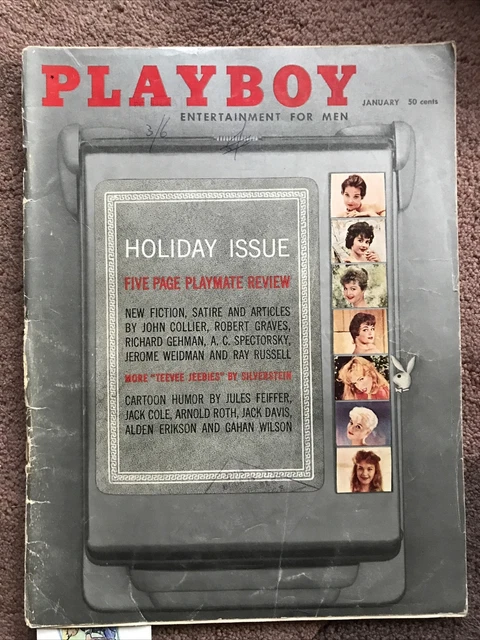 PLAYBOY
JANUARY 50 cents
ENTERTAINMENT FOR MEN
3/6
HOLIDAY ISSUE
FIVE PAGE PLAYMATE REVIEW
NEW FICTION, SATIRE AND ARTICLES
BY JOHN COLLIER, ROBERT GRAVES,
RICHARD GEHMAN, A. C. SPECTORSKY,
JEROME WEIDMAN AND RAY RUSSELL
MORE "TEEVEE JEEBIES" BY SILVERSTEIN
CARTOON HUMOR BY JULES FEIFFER,
JACK COLE, ARNOLD ROTH, JACK DAVIS,
ALDEN ERIKSON AND GAHAN WILSON